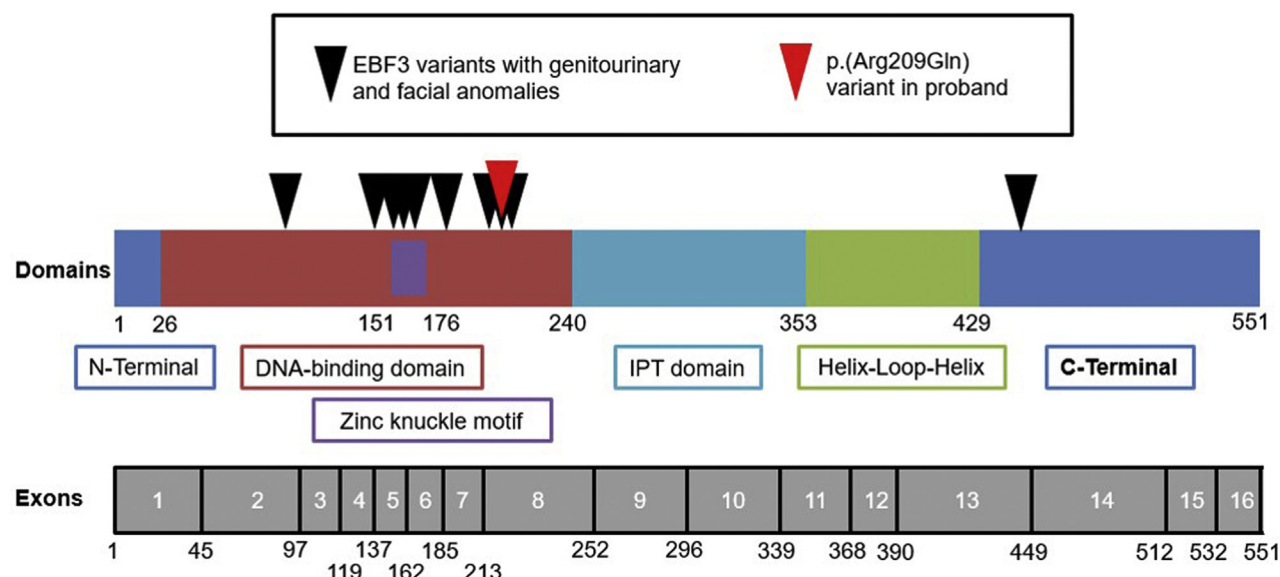 EBF3 variants with genitourinary
and facial anomalies
p.(Arg209Gln)
variant in proband
Domains
1 26 151 176 240 353 429 551
N-Terminal DNA-binding domain IPT domain Helix-Loop-Helix C-Terminal
Zinc knuckle motif
Exons 1 2 3 4 5 6 7 8 9 10 11 12 13 14 15 16
1 45 97 137 185 252 296 339 368 390 449 512 532 551
119 162 213